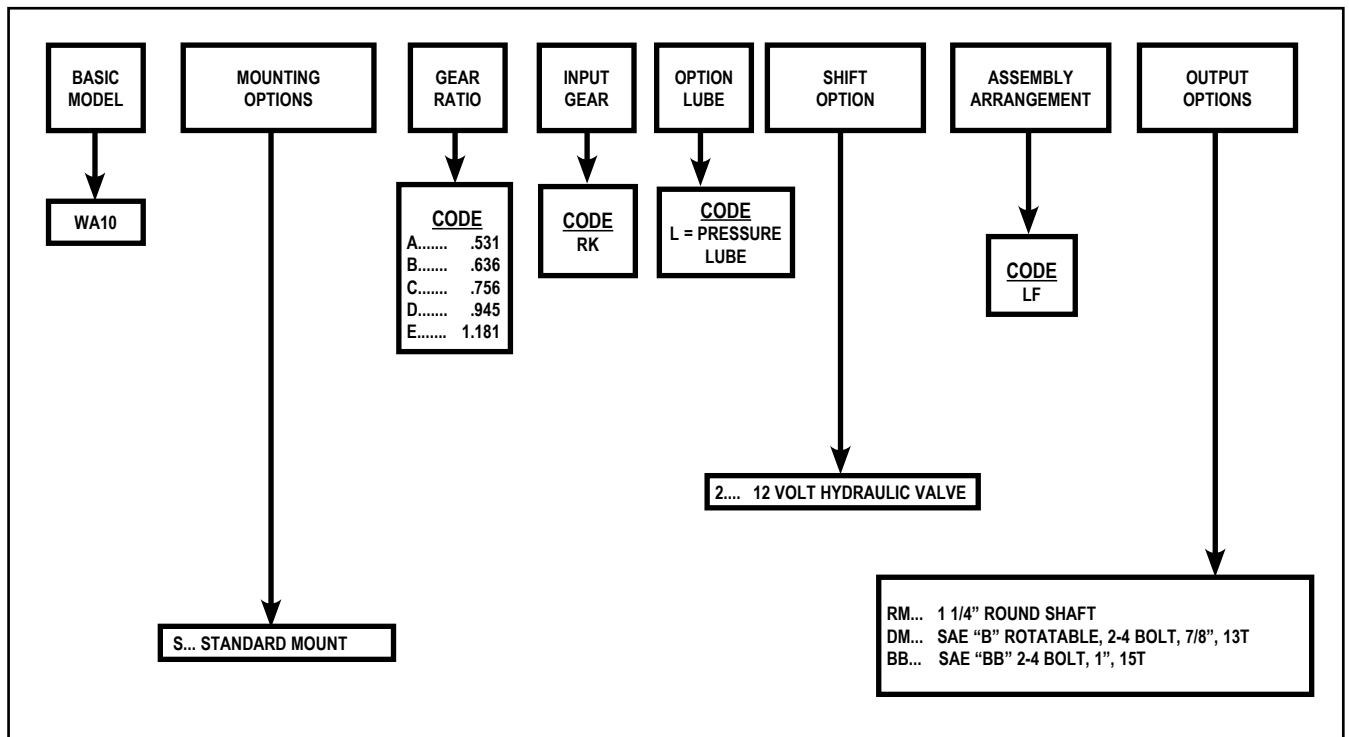 BASIC
MODEL
MOUNTING
OPTIONS
GEAR
RATIO
INPUT
GEAR
OPTION
LUBE
SHIFT
OPTION
ASSEMBLY
ARRANGEMENT
OUTPUT
OPTIONS
WA10
CODE
A....... .531
B....... .636
C....... .756
D....... .945
E....... 1.181
CODE
RK
CODE
L = PRESSURE
LUBE
CODE
LF
2.... 12 VOLT HYDRAULIC VALVE
S... STANDARD MOUNT
RM... 1 1/4” ROUND SHAFT
DM... SAE “B” ROTATABLE, 2-4 BOLT, 7/8”, 13T
BB... SAE “BB” 2-4 BOLT, 1”, 15T